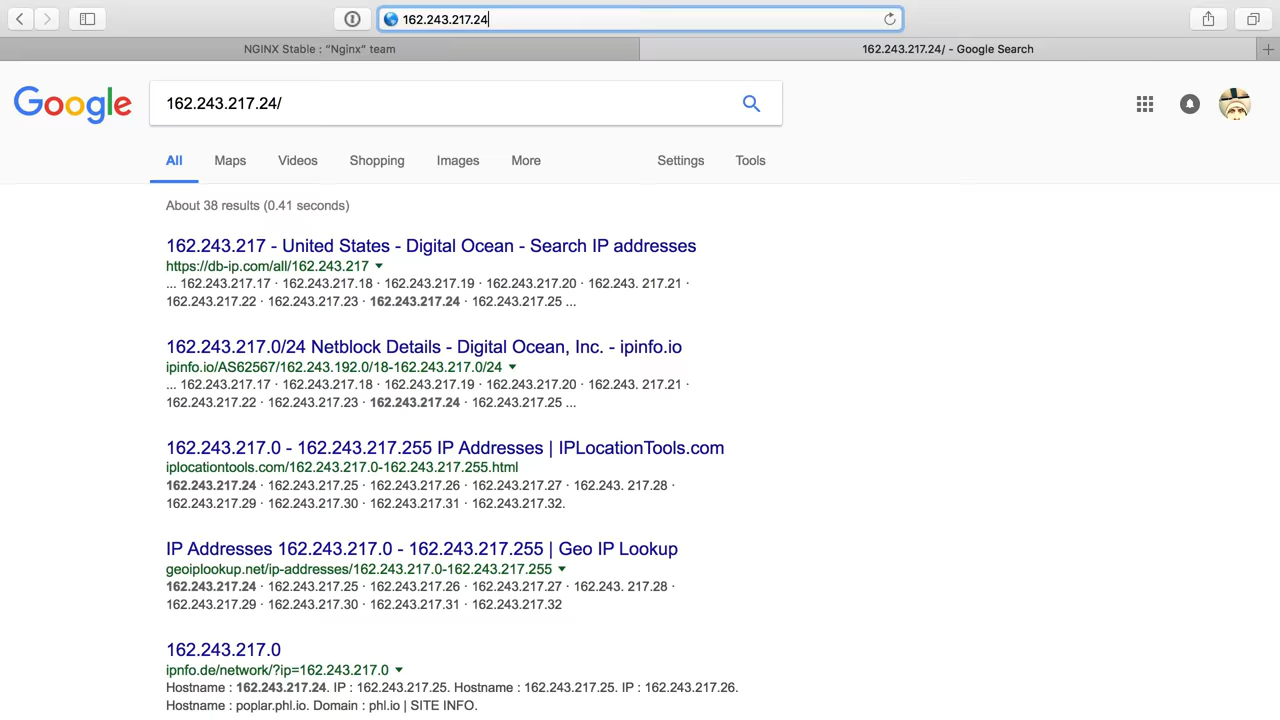 162.243.217.24
NGINX Stable : “Nginx” team
162.243.217.24/ - Google Search
Google
162.243.217.24/
All Maps Videos Shopping Images More Settings Tools
About 38 results (0.41 seconds)
162.243.217 - United States - Digital Ocean - Search IP addresses
https://db-ip.com/all/162.243.217
... 162.243.217.17 · 162.243.217.18 · 162.243.217.19 · 162.243.217.20 · 162.243. 217.21 ·
162.243.217.22 · 162.243.217.23 · 162.243.217.24 · 162.243.217.25 ...
162.243.217.0/24 Netblock Details - Digital Ocean, Inc. - ipinfo.io
ipinfo.io/AS62567/162.243.192.0/18-162.243.217.0/24
... 162.243.217.17 · 162.243.217.18 · 162.243.217.19 · 162.243.217.20 · 162.243. 217.21 ·
162.243.217.22 · 162.243.217.23 · 162.243.217.24 · 162.243.217.25 ...
162.243.217.0 - 162.243.217.255 IP Addresses | IPLocationTools.com
iplocationtools.com/162.243.217.0-162.243.217.255.html
162.243.217.24 · 162.243.217.25 · 162.243.217.26 · 162.243.217.27 · 162.243. 217.28 ·
162.243.217.29 · 162.243.217.30 · 162.243.217.31 · 162.243.217.32.
IP Addresses 162.243.217.0 - 162.243.217.255 | Geo IP Lookup
geoiplookup.net/ip-addresses/162.243.217.0-162.243.217.255
162.243.217.24 · 162.243.217.25 · 162.243.217.26 · 162.243.217.27 · 162.243. 217.28 ·
162.243.217.29 · 162.243.217.30 · 162.243.217.31 · 162.243.217.32
162.243.217.0
ipnfo.de/network/?ip=162.243.217.0
Hostname : 162.243.217.24. IP : 162.243.217.25. Hostname : 162.243.217.25. IP : 162.243.217.26.
Hostname : poplar.phl.io. Domain : phl.io | SITE INFO.